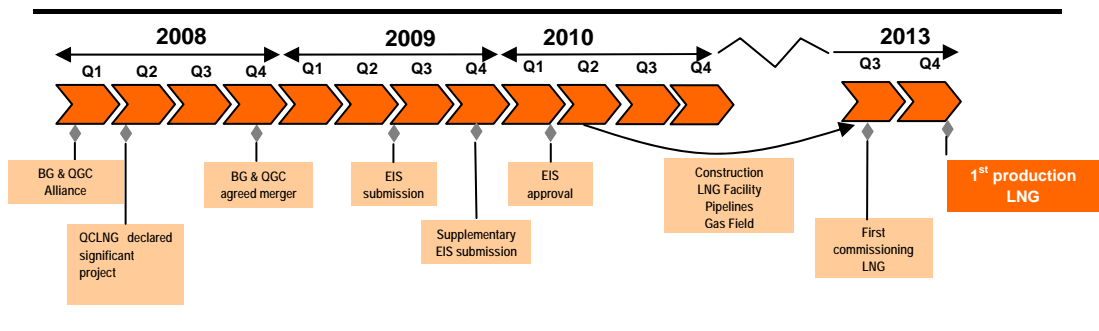 2008 2009 2010 2013
Q1 Q2 Q3 Q4 Q1 Q2 Q3 Q4 Q1 Q2 Q3 Q4 Q3 Q4
BG & QGC
Alliance
QCLNG declared
significant
project
BG & QGC
agreed merger
EIS
submission
Supplementary
EIS submission
EIS
approval
Construction
LNG Facility
Pipelines
Gas Field
First
commissioning
LNG
1st production
LNG